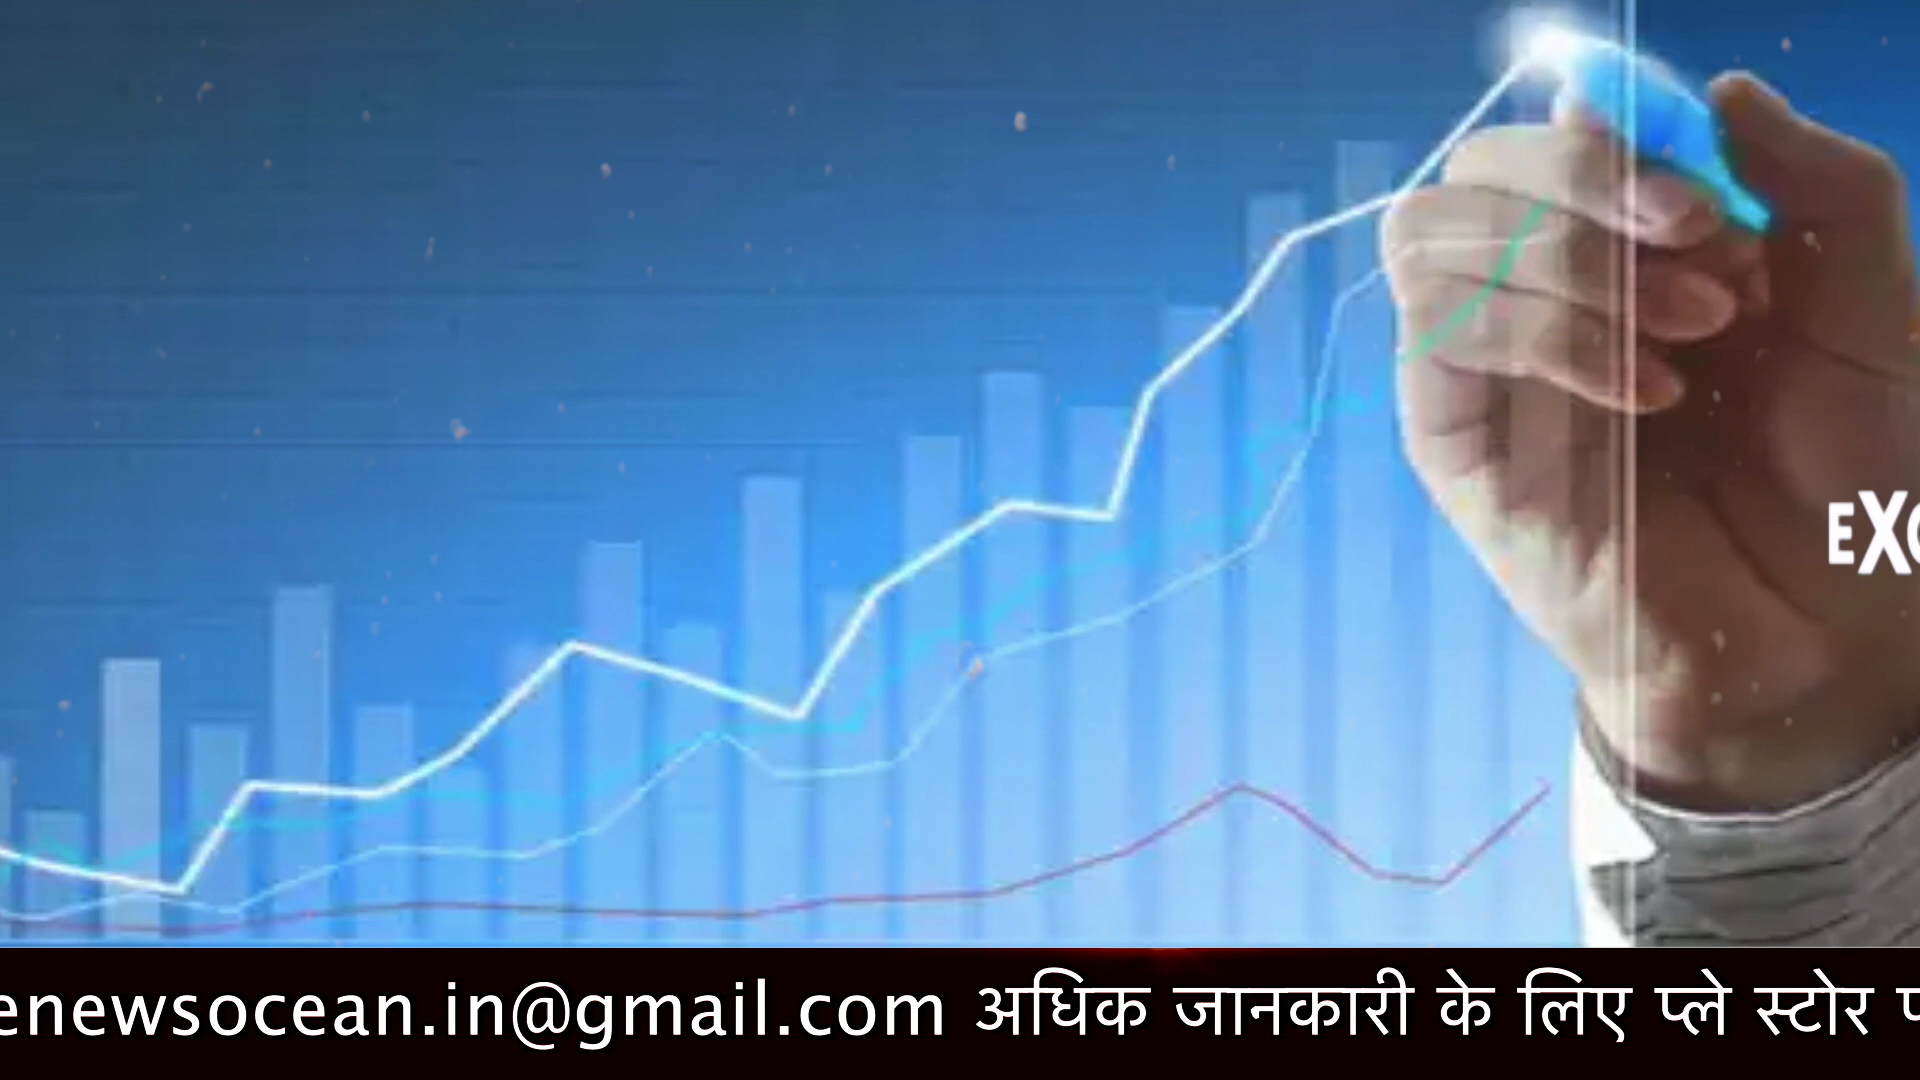 EX
enewsocean.in@gmail.com अधिक जानकारी के लिए प्ले स्टोर